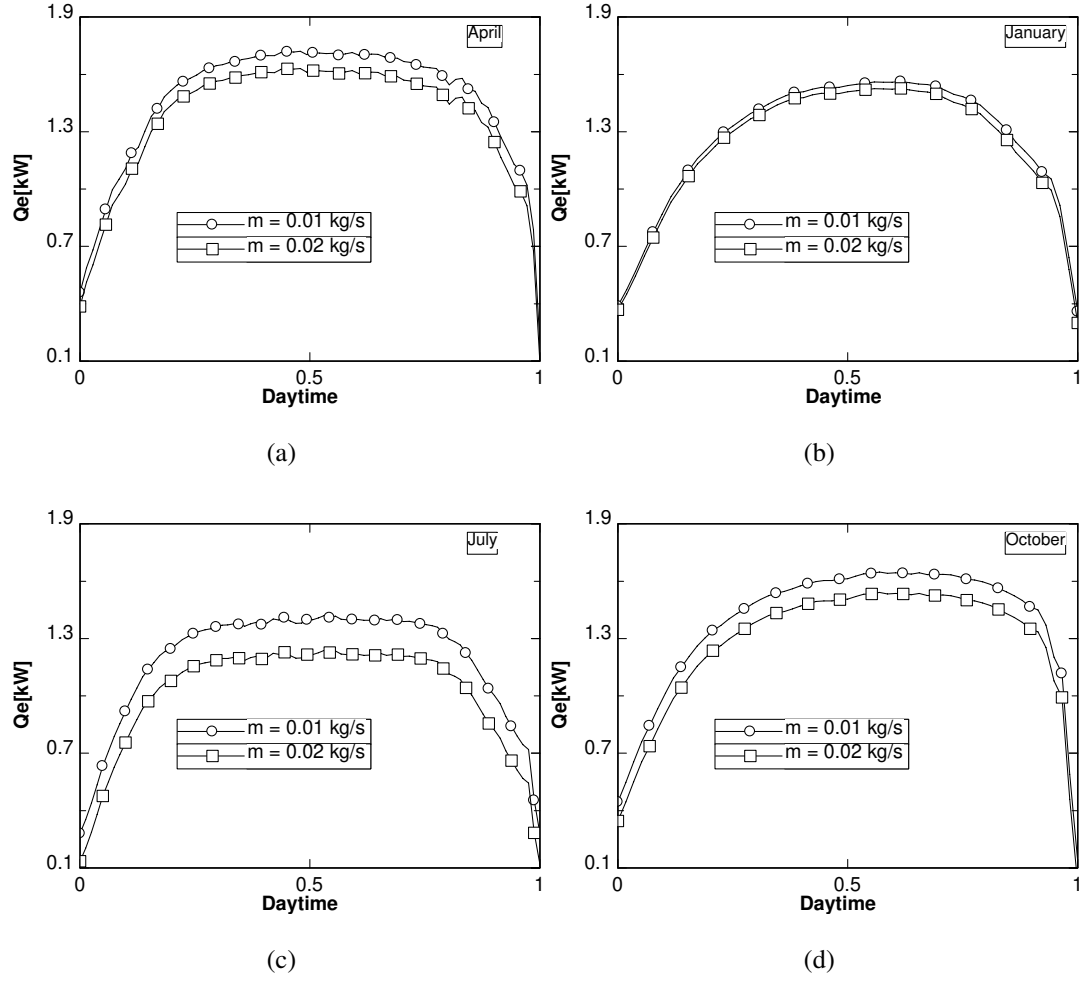 1.9
April
1.3
Qe[kW]
m = 0.01 kg/s
m = 0.02 kg/s
0.7
0.1
0
0.5
1
Daytime
(a)
1.9
January
1.3
Qe[kW]
m = 0.01 kg/s
m = 0.02 kg/s
0.7
0.1
0
0.5
1
Daytime
(b)
1.9
July
1.3
Qe[kW]
m = 0.01 kg/s
m = 0.02 kg/s
0.7
0.1
0
0.5
1
Daytime
(c)
1.9
October
1.3
Qe[kW]
m = 0.01 kg/s
m = 0.02 kg/s
0.7
0.1
0
0.5
1
Daytime
(d)